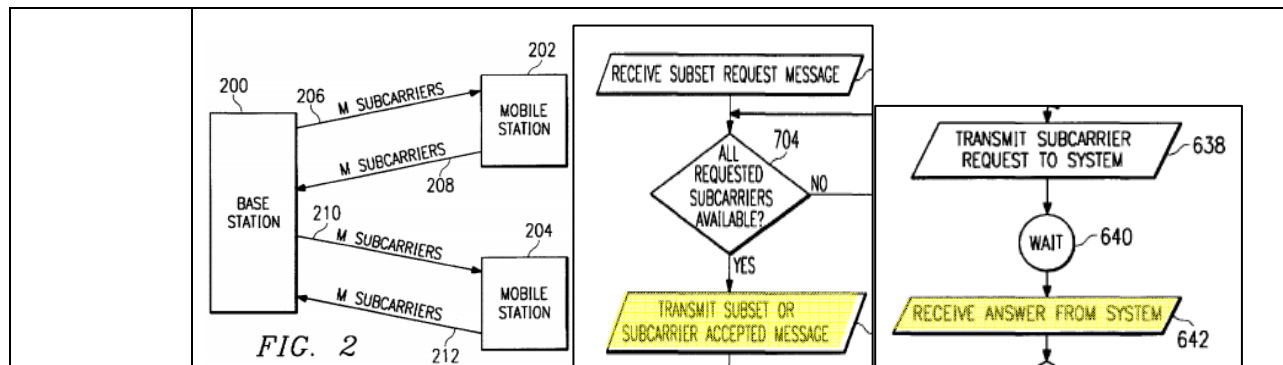 200
206
M SUBCARRIERS
202
MOBILE
STATION
M SUBCARRIERS
208
BASE
STATION
210
M SUBCARRIERS
204
MOBILE
STATION
M SUBCARRIERS
212
FIG. 2
RECEIVE SUBSET REQUEST MESSAGE
704
ALL
REQUESTED
SUBCARRIERS
AVAILABLE?
NO
YES
TRANSMIT SUBSET OR
SUBCARRIER ACCEPTED MESSAGE
TRANSMIT SUBCARRIER
REQUEST TO SYSTEM
638
WAIT
640
RECEIVE ANSWER FROM SYSTEM
642